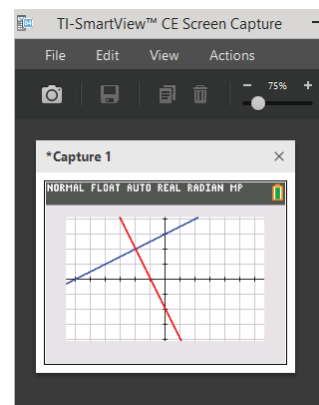 TI-SmartView™ CE Screen Capture
File Edit View Actions
75%
*Capture 1
NORMAL FLOAT AUTO REAL RADIAN MP